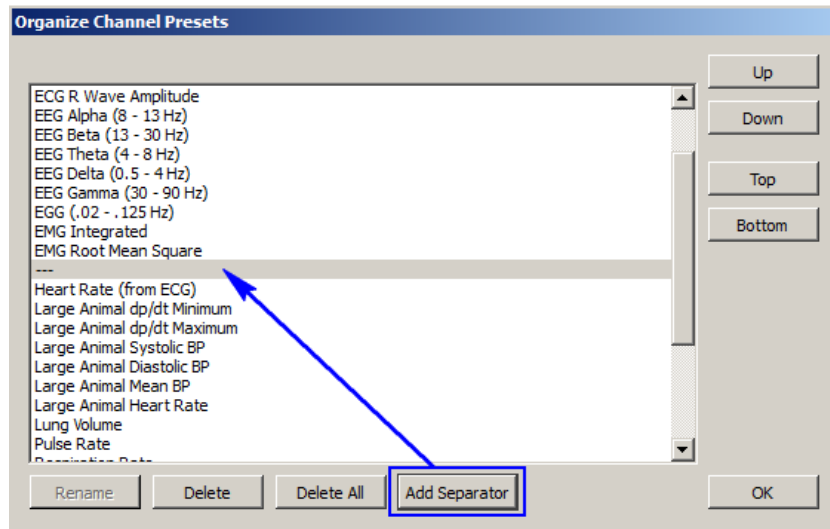 Organize Channel Presets
ECG R Wave Amplitude
EEG Alpha (8 - 13 Hz)
EEG Beta (13 - 30 Hz)
EEG Theta (4 - 8 Hz)
EEG Delta (0.5 - 4 Hz)
EEG Gamma (30 - 90 Hz)
EGG (.02 - .125 Hz)
EMG Integrated
EMG Root Mean Square
---
Heart Rate (from ECG)
Large Animal dp/dt Minimum
Large Animal dp/dt Maximum
Large Animal Systolic BP
Large Animal Diastolic BP
Large Animal Mean BP
Large Animal Heart Rate
Lung Volume
Pulse Rate
Up
Down
Top
Bottom
Rename Delete Delete All Add Separator OK